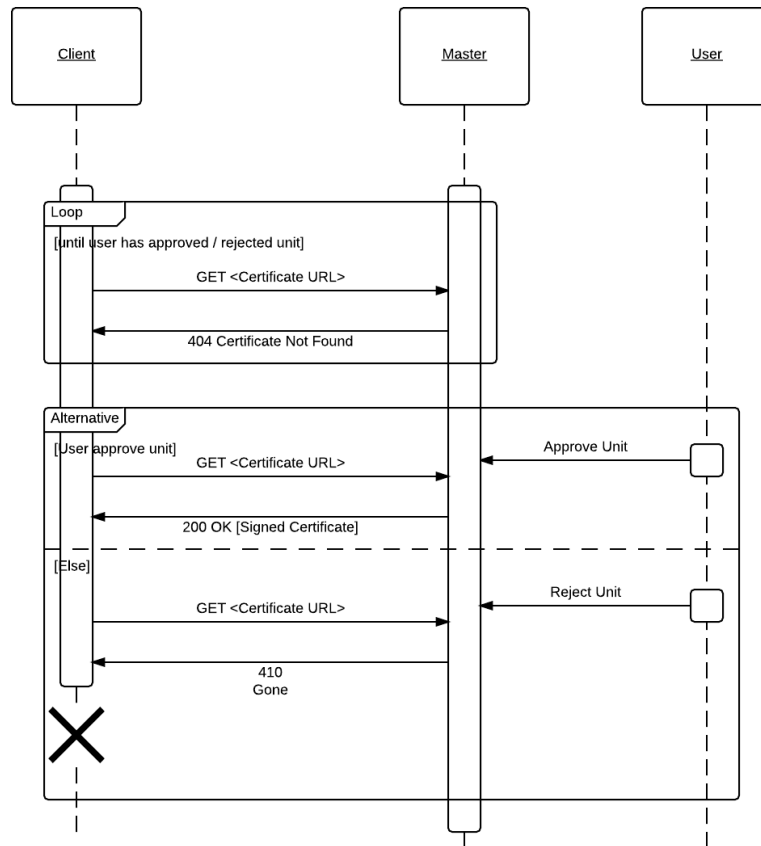 Client
Master
User
Loop
[until user has approved / rejected unit]
GET <Certificate URL>
404 Certificate Not Found
Alternative
[User approve unit]
Approve Unit
GET <Certificate URL>
200 OK [Signed Certificate]
[Else]
Reject Unit
GET <Certificate URL>
410
Gone